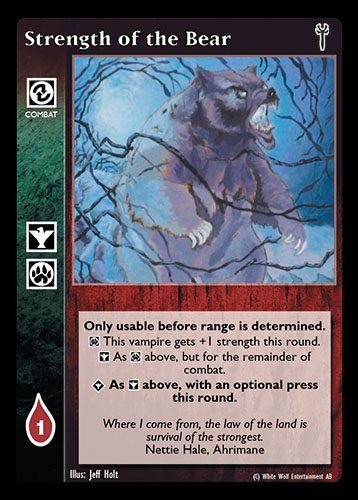 Strength of the Bear
COMBAT
Only usable before range is determined.
This vampire gets +1 strength this round.
As above, but for the remainder of
combat.
As above, with an optional press
this round.
Where I come from, the law of the land is
survival of the strongest.
Nettie Hale, Ahrimane
1
Illus: Jeff Holt
(C) White Wolf Entertainment AB